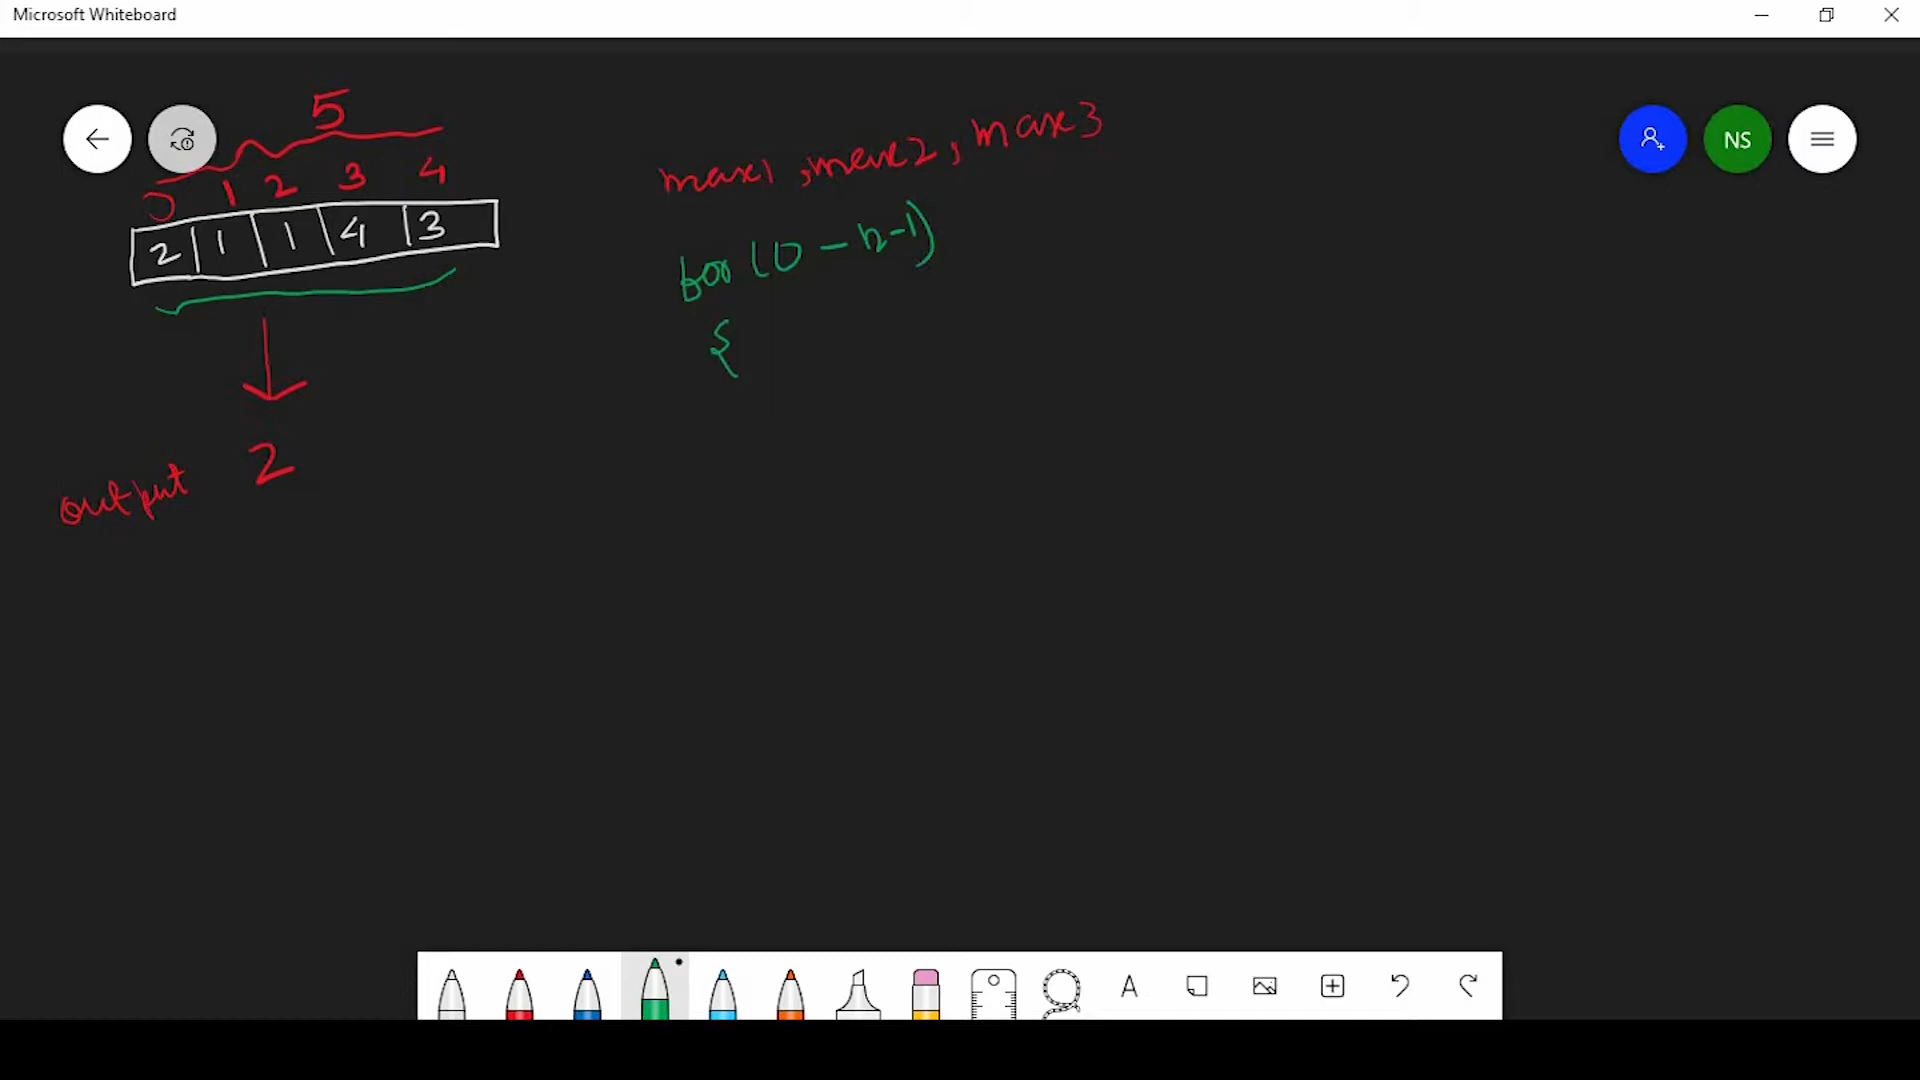 Microsoft Whiteboard
5
0 1 2 3 4
2 1 1 4 3
output 2
max1, max2, max3
for (0 - n-1)
{
NS
A